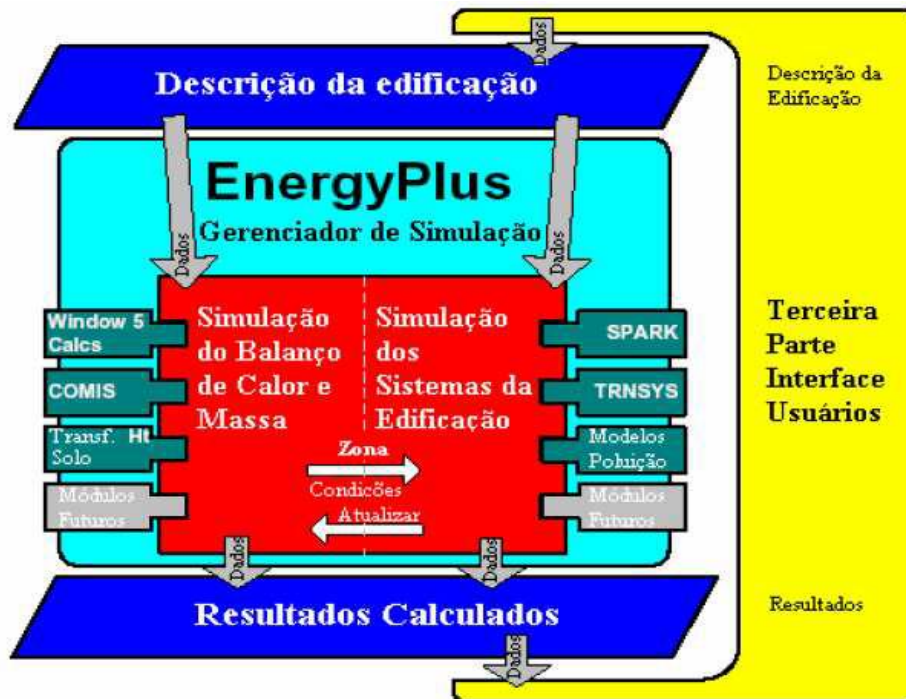 Dados
Descrição da edificação
Descrição da
Edificação
EnergyPlus
Gerenciador de Simulação
Dados
Dados
Window 5
Calcs
COMIS
Transf. Ht
Solo
Módulos
Futuros
Simulação
do Balanço
de Calor e
Massa
Simulação
dos
Sistemas da
Edificação
Zona
Condições
Atualizar
SPARK
TRNSYS
Modelos
Poluição
Módulos
Futuros
Terceira
Parte
Interface
Usuários
Dados
Dados
Resultados Calculados
Resultados
Dados